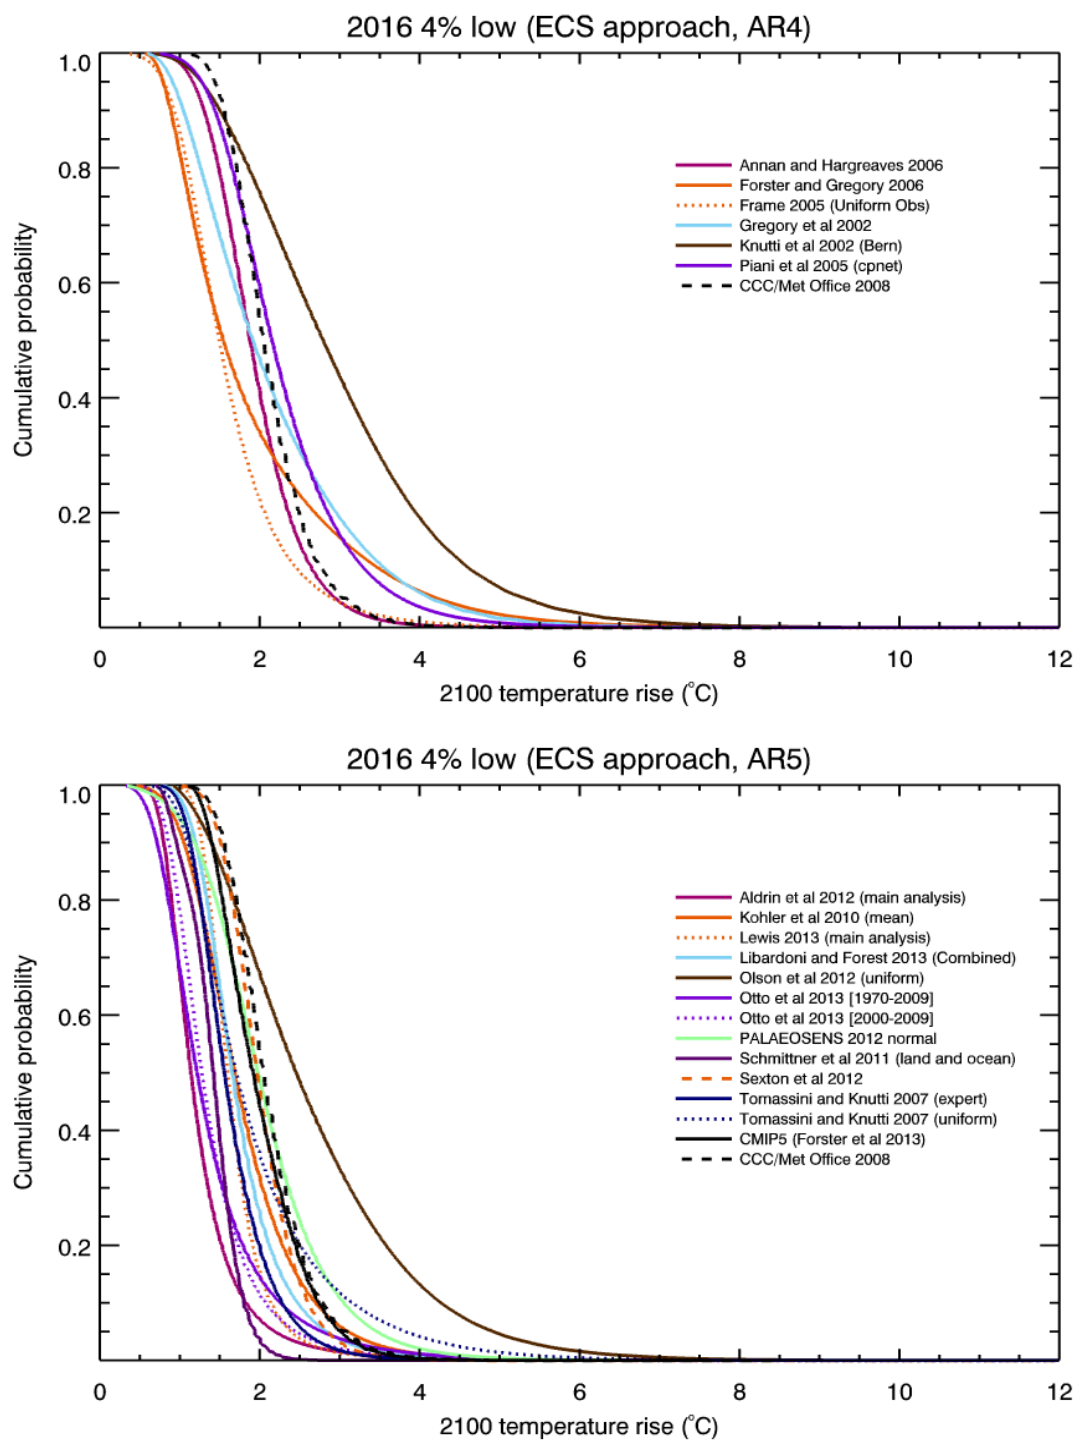 2016 4% low (ECS approach, AR4)
1.0
0.8
0.6
0.4
0.2
Cumulative probability
Annan and Hargreaves 2006
Forster and Gregory 2006
Frame 2005 (Uniform Obs)
Gregory et al 2002
Knutti et al 2002 (Bern)
Piani et al 2005 (cpnet)
CCC/Met Office 2008
0 2 4 6 8 10 12
2100 temperature rise (°C)
2016 4% low (ECS approach, AR5)
1.0
0.8
0.6
0.4
0.2
Cumulative probability
Aldrin et al 2012 (main analysis)
Kohler et al 2010 (mean)
Lewis 2013 (main analysis)
Libardoni and Forest 2013 (Combined)
Olson et al 2012 (uniform)
Otto et al 2013 [1970-2009]
Otto et al 2013 [2000-2009]
PALAEOSENS 2012 normal
Schmittner et al 2011 (land and ocean)
Sexton et al 2012
Tomassini and Knutti 2007 (expert)
Tomassini and Knutti 2007 (uniform)
CMIP5 (Forster et al 2013)
CCC/Met Office 2008
0 2 4 6 8 10 12
2100 temperature rise (°C)